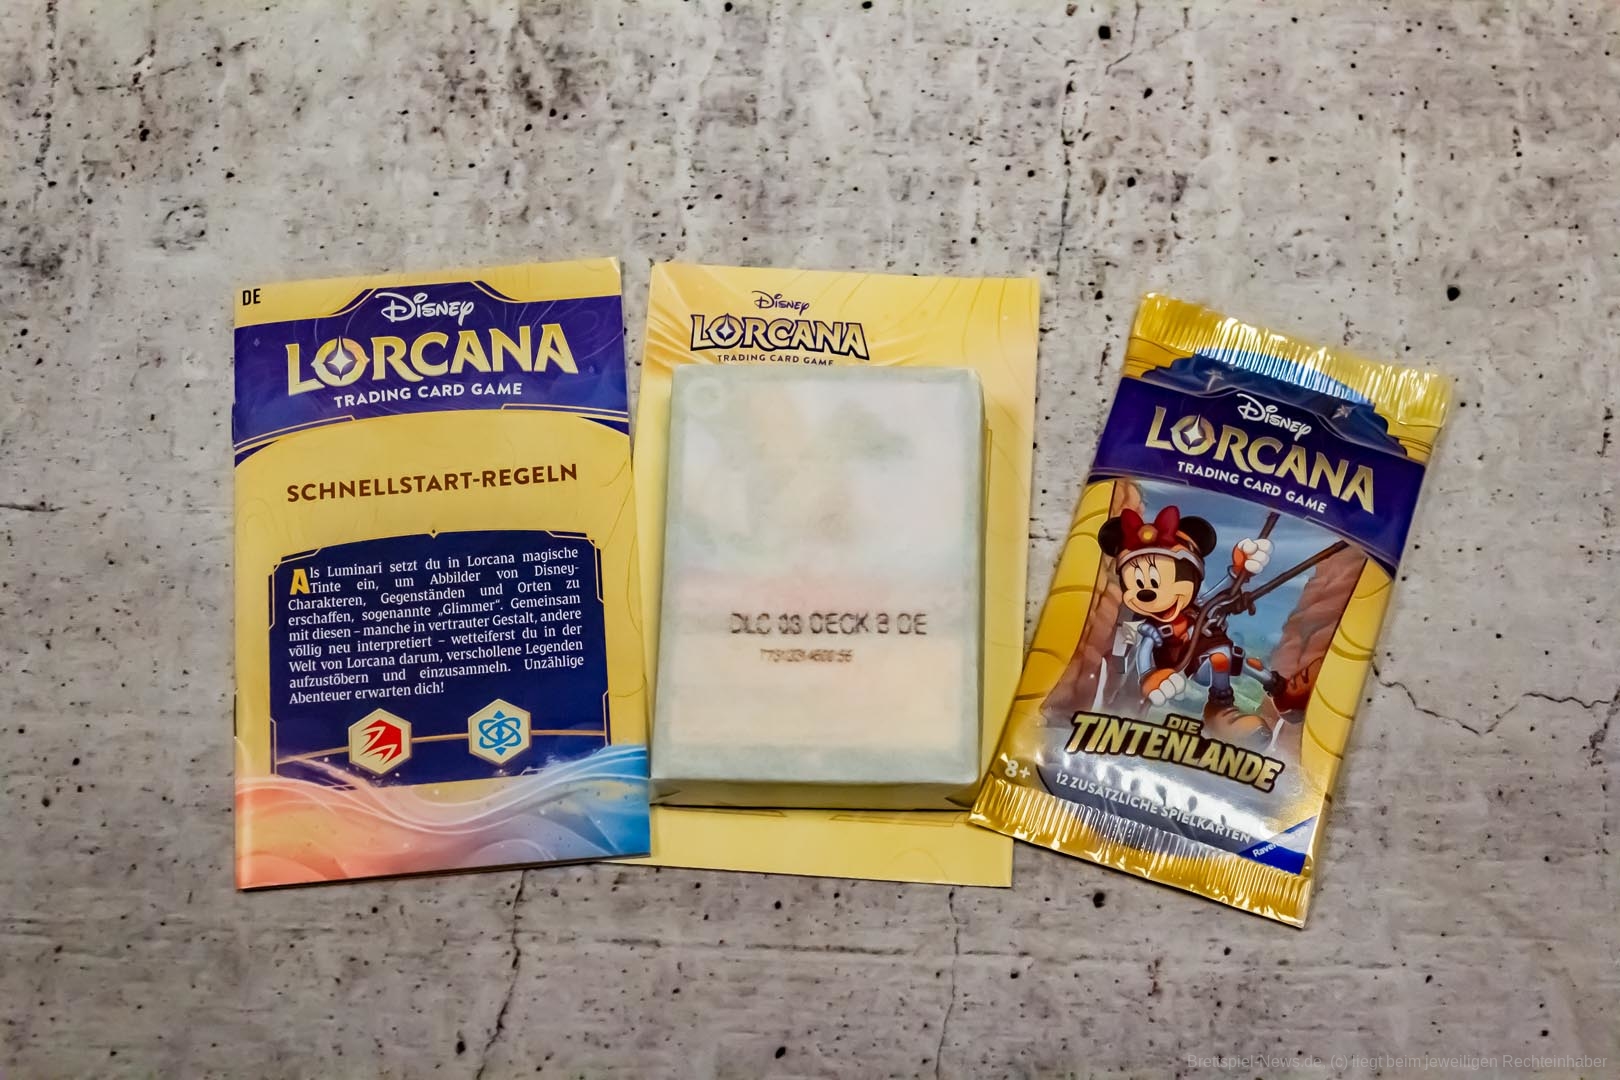 DE
Disney
LORCANA
TRADING CARD GAME
SCHNELLSTART-REGELN
Als Luminari setzt du in Lorcana magische
Tinte ein, um Abbilder von Disney-
Charakteren, Gegenständen und Orten zu
erschaffen, sogenannte „Glimmer“. Gemeinsam
mit diesen – manche in vertrauter Gestalt, andere
völlig neu interpretiert – wetteiferst du in der
Welt von Lorcana darum, verschollene Legenden
aufzustöbern und einzusammeln. Unzählige
Abenteuer erwarten dich!
Disney
LORCANA
TRADING CARD GAME
DLC 03 DECK B DE
Disney
LORCANA
TRADING CARD GAME
DIE
TINTENLANDE
8+
12 ZUSÄTZLICHE SPIELKARTEN
Brettspiel-News.de, (c) liegt beim jeweiligen Rechteinhaber